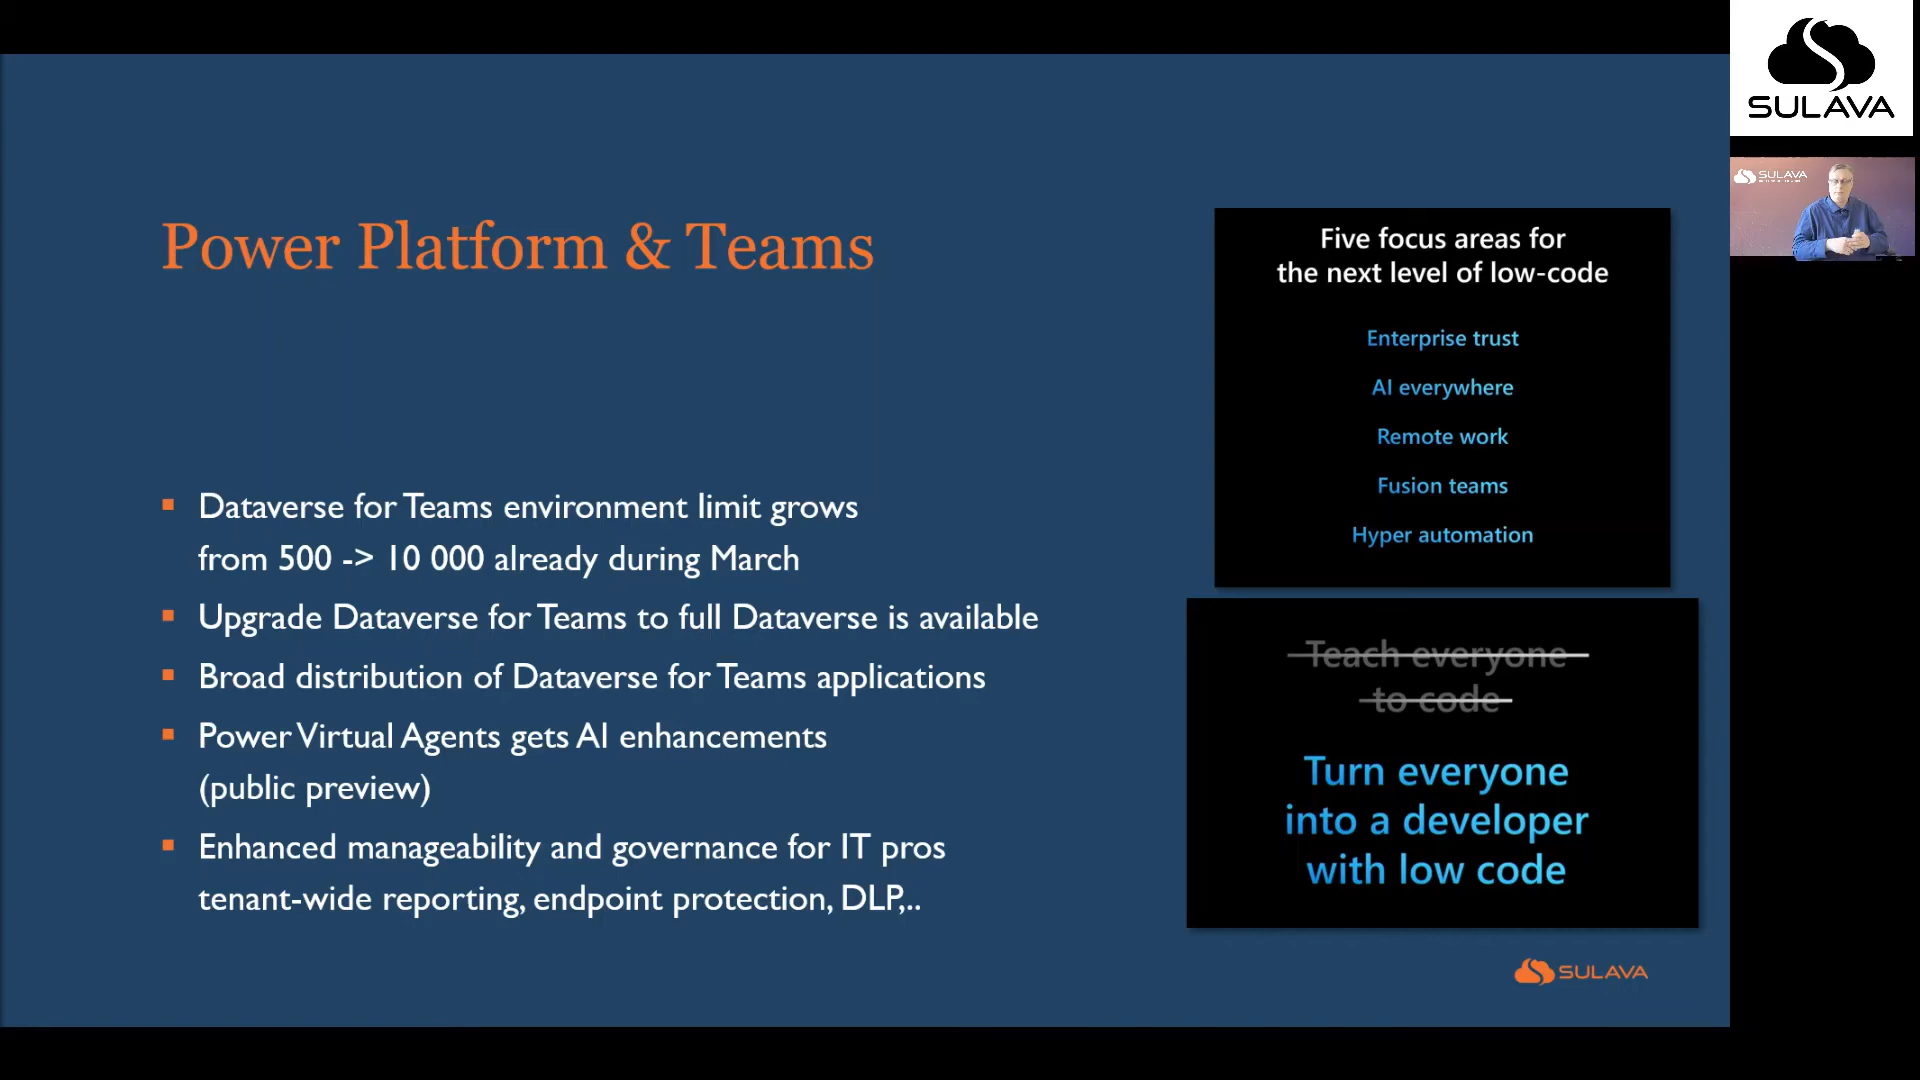 Power Platform & Teams
Dataverse for Teams environment limit grows
from 500 -> 10 000 already during March
Upgrade Dataverse for Teams to full Dataverse is available
Broad distribution of Dataverse for Teams applications
Power Virtual Agents gets AI enhancements
(public preview)
Enhanced manageability and governance for IT pros
tenant-wide reporting, endpoint protection, DLP,..
Five focus areas for
the next level of low-code
Enterprise trust
AI everywhere
Remote work
Fusion teams
Hyper automation
Teach everyone
to code
Turn everyone
into a developer
with low code
SULAVA
SULAVA
SULAVA